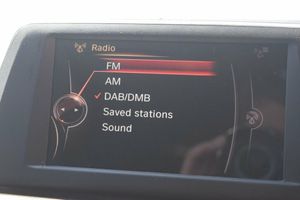 Radio
FM
AM
DAB/DMB
Saved stations
Sound